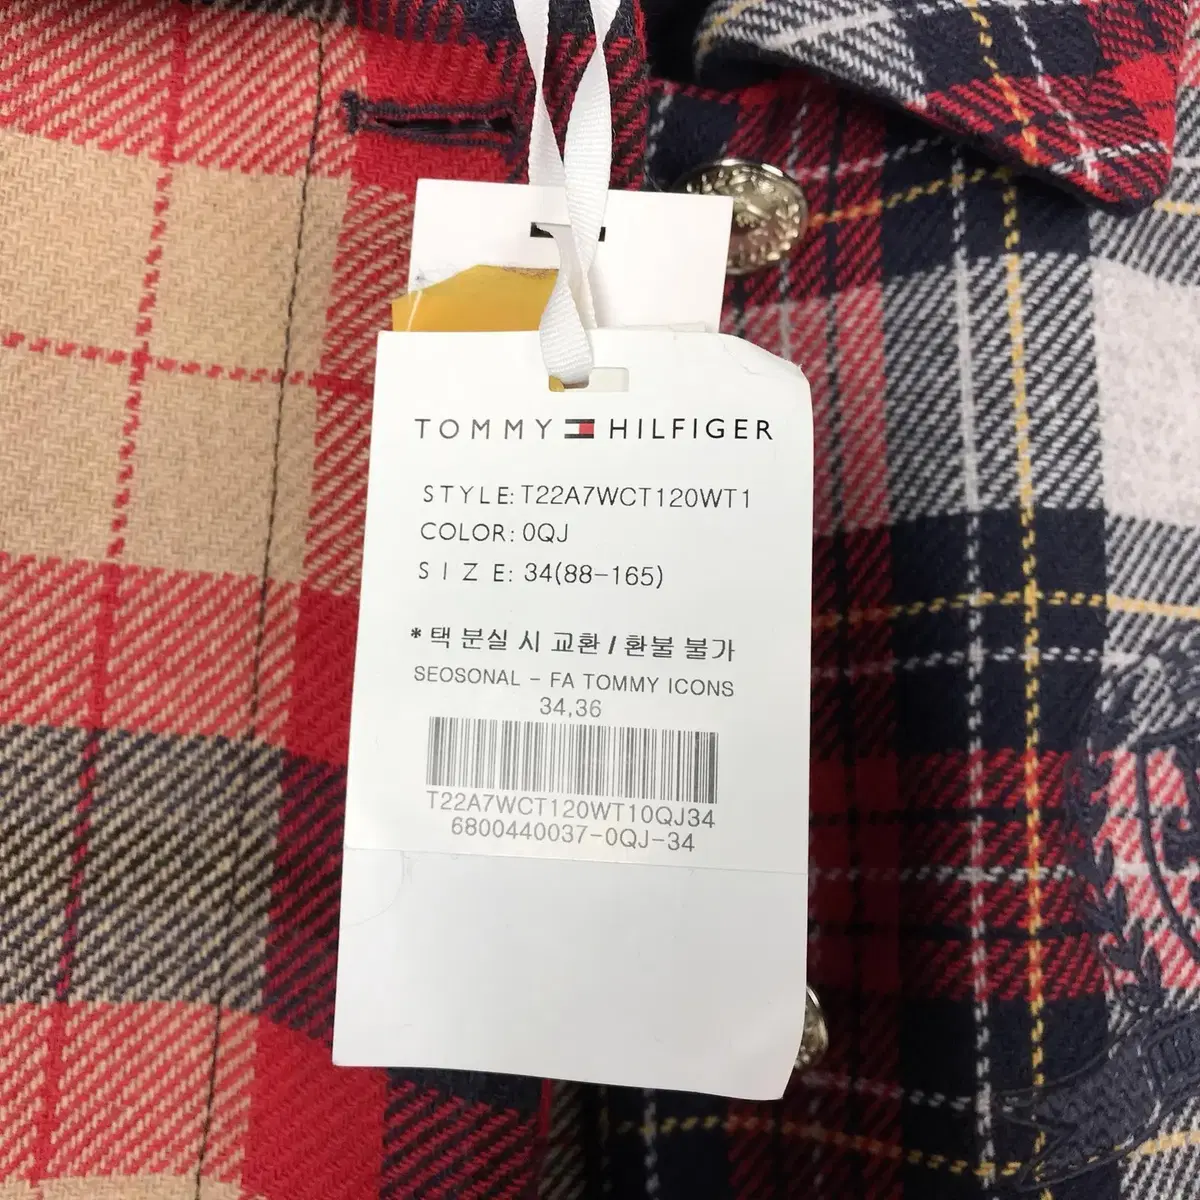 TOMMY HILFIGER
STYLE: T22A7WCT120WT1
COLOR: 0QJ
SIZE: 34(88-165)
* 택 분실 시 교환 / 환불 불가
SEOSONAL - FA TOMMY ICONS
34,36
T22A7WCT120WT10QJ34
6800440037-0QJ-34